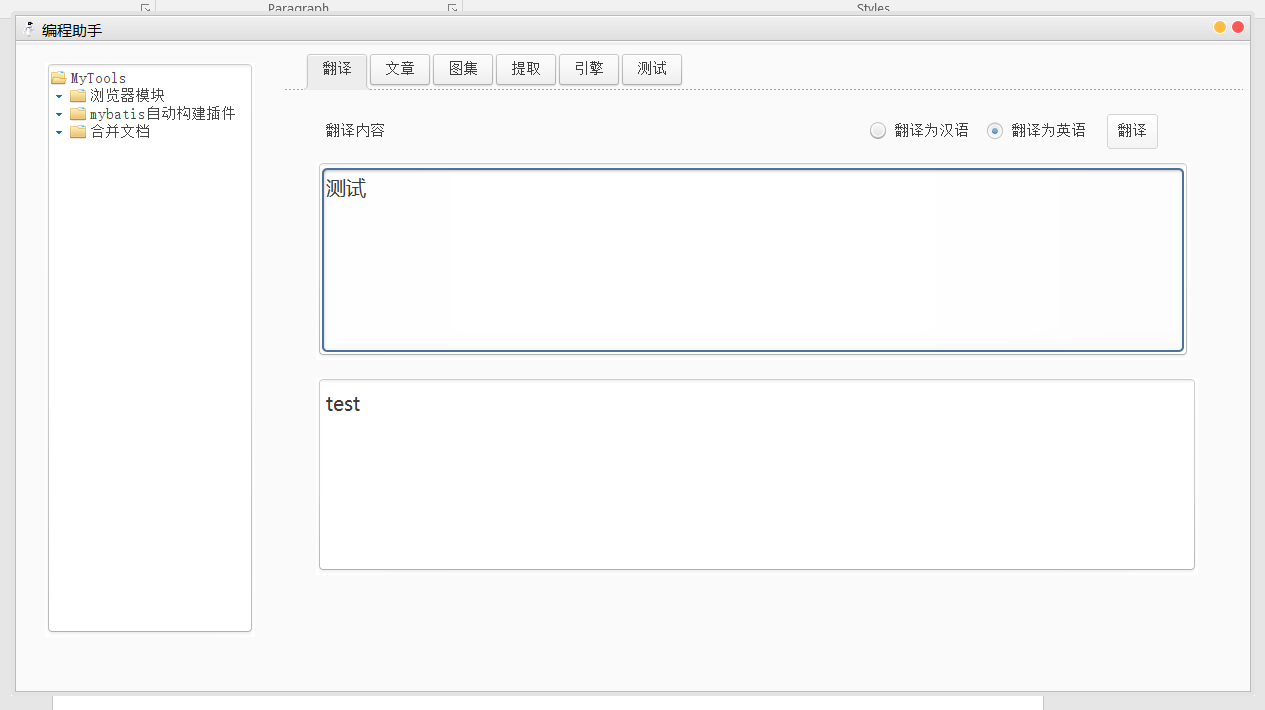 Paragraph
Styles
编程助手
MyTools
浏览器模块
mybatis自动构建插件
合并文档
翻译 文章 图集 提取 引擎 测试
翻译内容 翻译为汉语 翻译为英语 翻译
测试
test